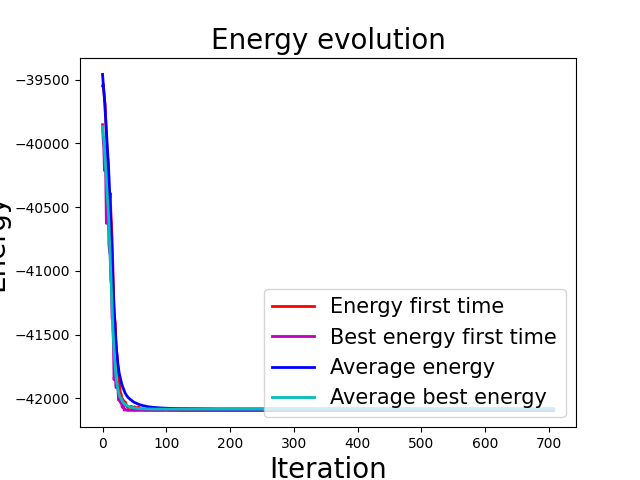 Energy evolution
Energy
−39500
−40000
−40500
−41000
−41500
−42000
Energy first time
Best energy first time
Average energy
Average best energy
0 100 200 300 400 500 600 700
Iteration